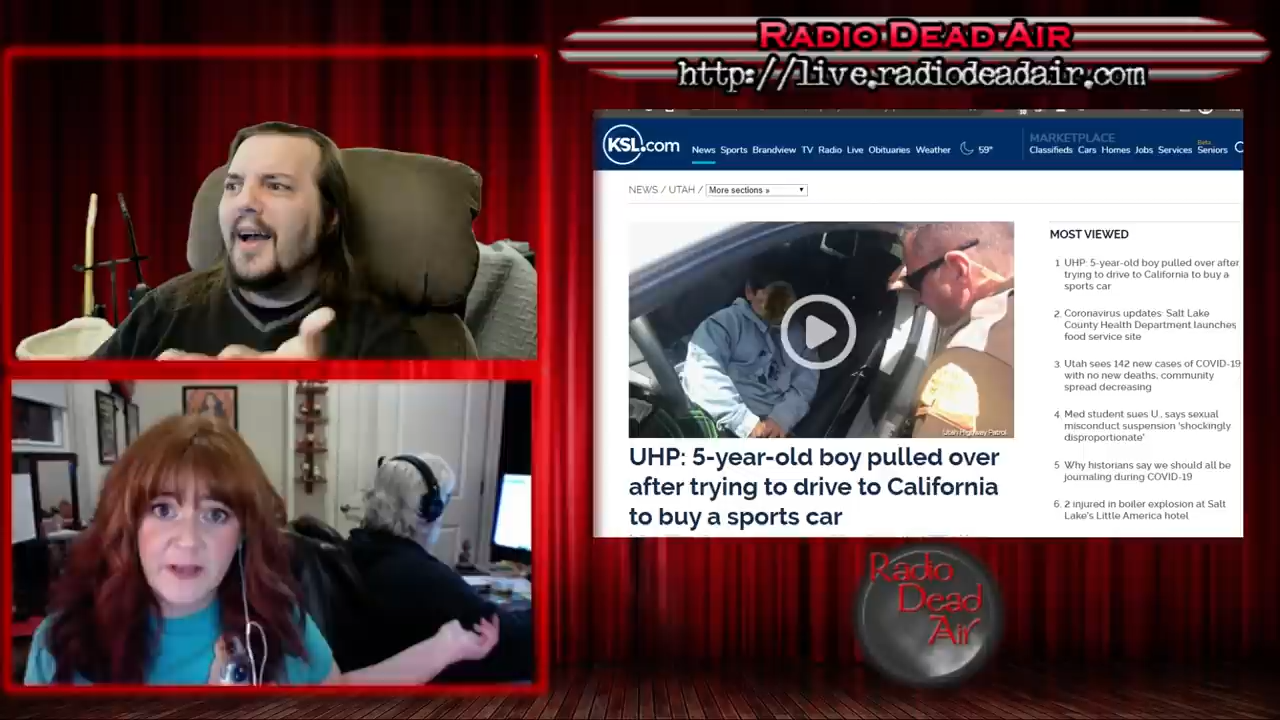 RADIO DEAD AIR
http://live.radiodeadair.com
KSL.com
News Sports Brandview TV Radio Live Obituaries Weather 59°
MARKETPLACE
Classifieds Cars Homes Jobs Services Seniors
Beta
NEWS / UTAH / More sections »
Utah Highway Patrol
UHP: 5-year-old boy pulled over
after trying to drive to California
to buy a sports car
MOST VIEWED
1 UHP: 5-year-old boy pulled over after
trying to drive to California to buy a
sports car
2. Coronavirus updates: Salt Lake
County Health Department launches
food service site
3. Utah sees 142 new cases of COVID-19
with no new deaths, community
spread decreasing
4. Med student sues U., says sexual
misconduct suspension 'shockingly
disproportionate'
5 Why historians say we should all be
journaling during COVID-19
6. 2 injured in boiler explosion at Salt
Lake's Little America hotel
Radio
Dead
Air